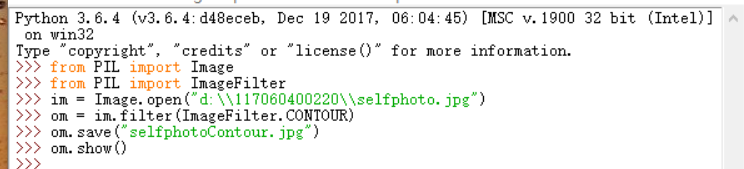 Python 3.6.4 (v3.6.4:d48eceb, Dec 19 2017, 06:04:45) [MSC v.1900 32 bit (Intel)]
on win32
Type "copyright", "credits" or "license()" for more information.
>>> from PIL import Image
>>> from PIL import ImageFilter
>>> im = Image.open("d:\\117060400220\\selfphoto.jpg")
>>> om = im.filter(ImageFilter.CONTOUR)
>>> om.save("selfphotoContour.jpg")
>>> om.show()
>>>